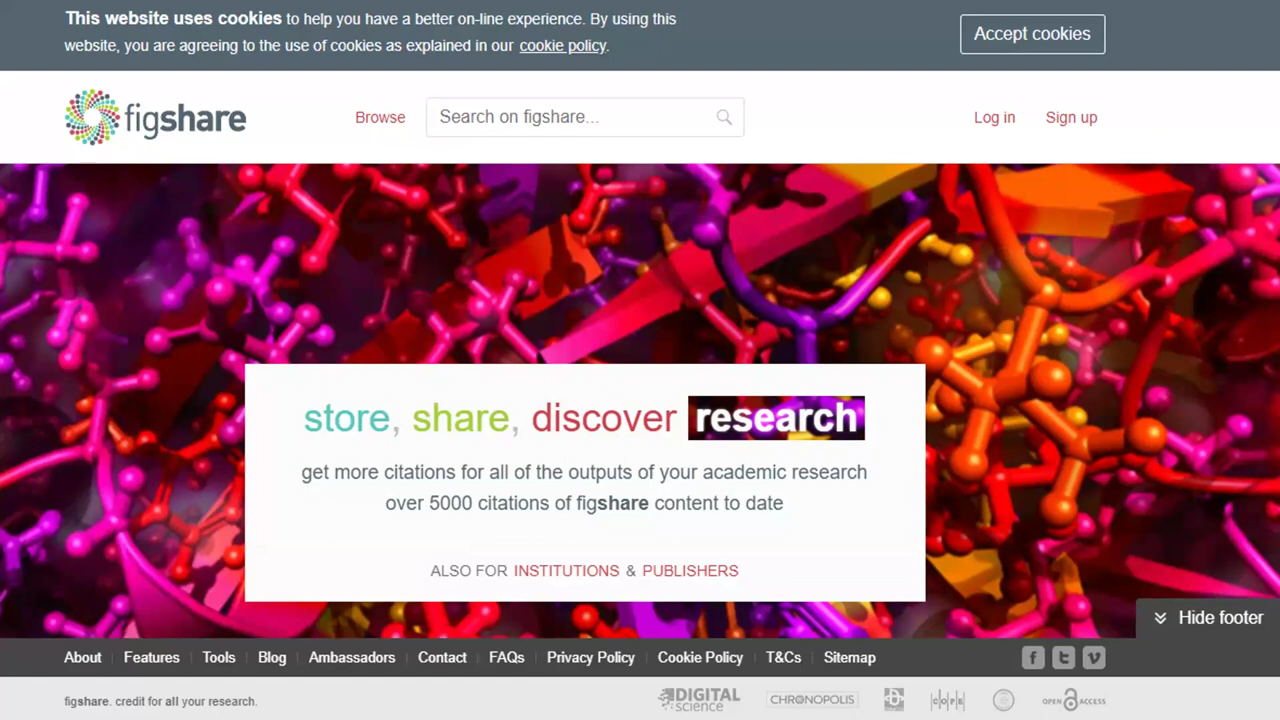 This website uses cookies to help you have a better on-line experience. By using this
website, you are agreeing to the use of cookies as explained in our cookie policy.
Accept cookies
figshare
Browse
Search on figshare...
Log in
Sign up
store, share, discover research
get more citations for all of the outputs of your academic research
over 5000 citations of figshare content to date
ALSO FOR INSTITUTIONS & PUBLISHERS
Hide footer
About
Features
Tools
Blog
Ambassadors
Contact
FAQs
Privacy Policy
Cookie Policy
T&Cs
Sitemap
figshare. credit for all your research.
DIGITAL
science
CHRONOPOLIS
COPE
OPEN ACCESS